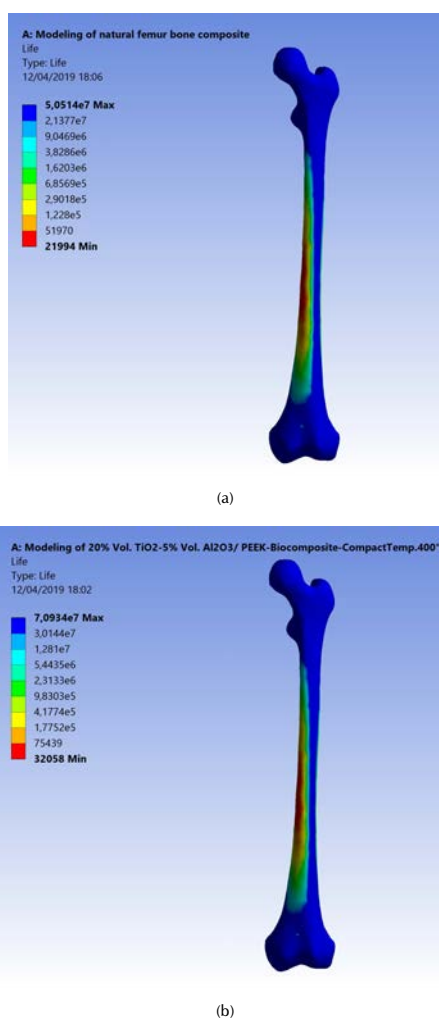 A: Modeling of natural femur bone composite
Life
Type: Life
12/04/2019 18:06
5,0514e7 Max
2,1377e7
9,0469e6
3,8286e6
1,6203e6
6,8569e5
2,9018e5
1,228e5
51970
21994 Min
(a)
A: Modeling of 20% Vol. TiO2-5% Vol. Al2O3/ PEEK-Biocomposite-CompactTemp.400°
Life
Type: Life
12/04/2019 18:02
7,0934e7 Max
3,0144e7
1,281e7
5,4435e6
2,3133e6
9,8303e5
4,1774e5
1,7752e5
75439
32058 Min
(b)